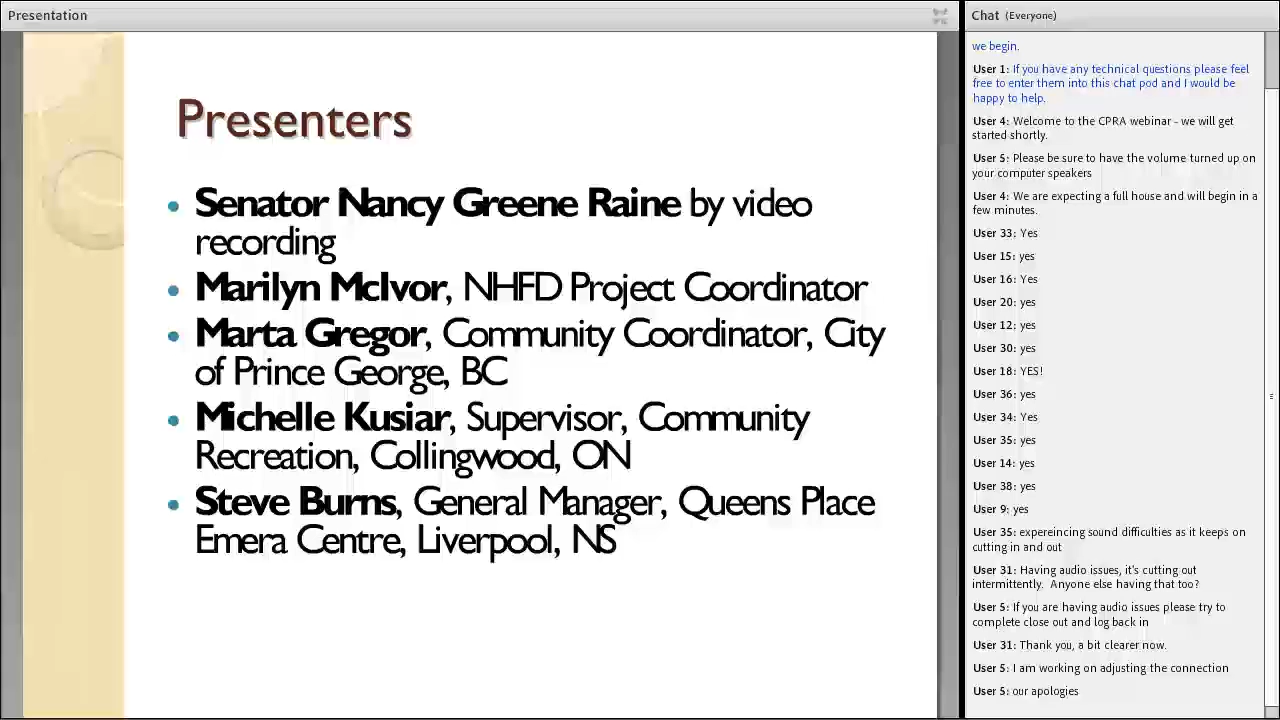 Presentation
Presenters
• Senator Nancy Greene Raine by video
recording
• Marilyn McIvor, NHFD Project Coordinator
• Marta Gregor, Community Coordinator, City
of Prince George, BC
• Michelle Kusiar, Supervisor, Community
Recreation, Collingwood, ON
• Steve Burns, General Manager, Queens Place
Emera Centre, Liverpool, NS
Chat (Everyone)
we begin.
User 1: If you have any technical questions please feel
free to enter them into this chat pod and I would be
happy to help.
User 4: Welcome to the CPRA webinar - we will get
started shortly.
User 5: Please be sure to have the volume turned up on
your computer speakers
User 4: We are expecting a full house and will begin in a
few minutes.
User 33: Yes
User 15: yes
User 16: Yes
User 20: yes
User 12: yes
User 30: yes
User 18: YES!
User 36: yes
User 34: Yes
User 35: yes
User 14: yes
User 38: yes
User 9: yes
User 35: expereincing sound difficulties as it keeps on
cutting in and out
User 31: Having audio issues, it's cutting out
intermittently. Anyone else having that too?
User 5: If you are having audio issues please try to
complete close out and log back in
User 31: Thank you, a bit clearer now.
User 5: I am working on adjusting the connection
User 5: our apologies